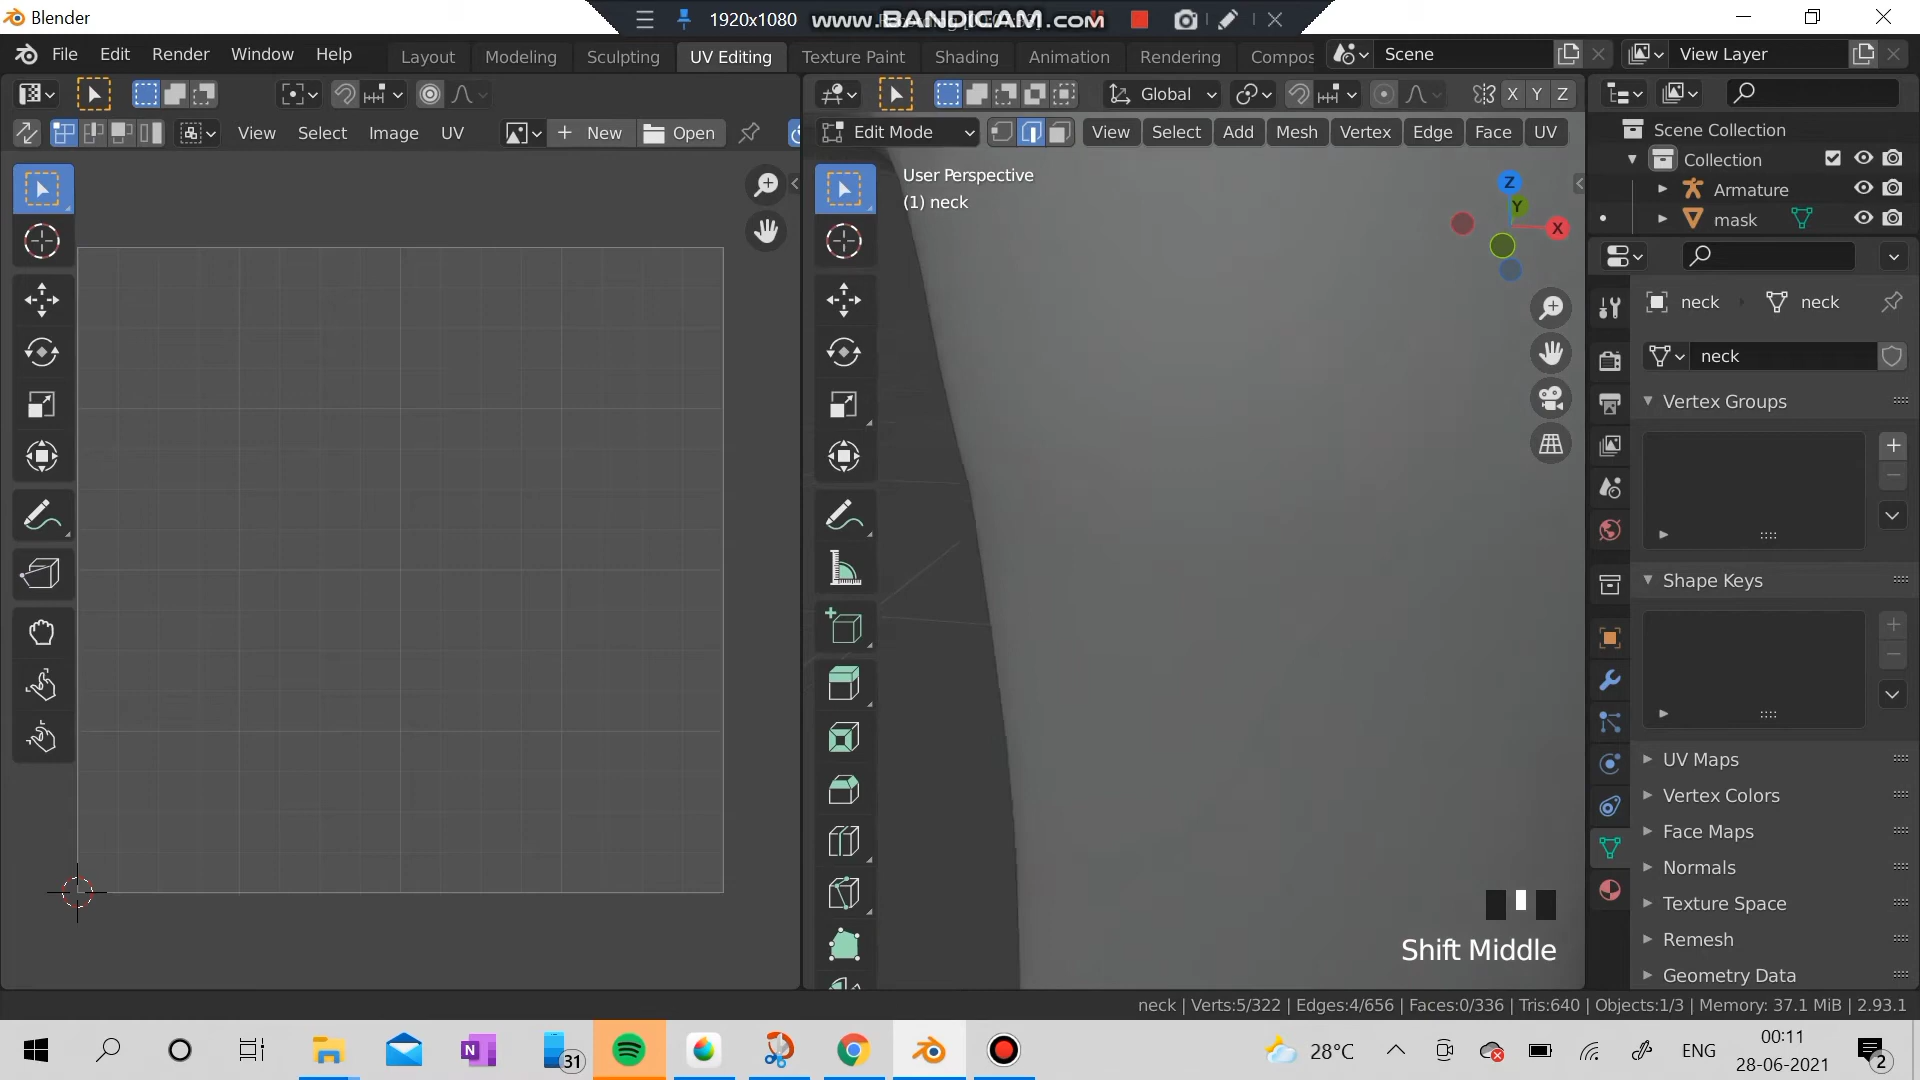 Blender
1920x1080
www.BANDICAM.com
File Edit Render Window Help
Layout Modeling Sculpting UV Editing Texture Paint Shading Animation Rendering Compos
Scene
View Layer
Global
X Y Z
View Select Image UV
New
Open
Edit Mode
View Select Add Mesh Vertex Edge Face UV
User Perspective
(1) neck
Z
Y
X
Scene Collection
Collection
Armature
mask
neck
neck
neck
Vertex Groups
Shape Keys
UV Maps
Vertex Colors
Face Maps
Normals
Texture Space
Remesh
Geometry Data
Shift Middle
neck | Verts:5/322 | Edges:4/656 | Faces:0/336 | Tris:640 | Objects:1/3 | Memory: 37.1 MiB | 2.93.1
N
31
28°C
ENG
00:11
28-06-2021
2